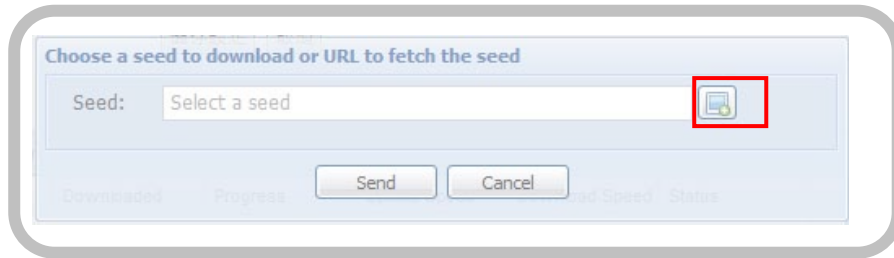 Choose a seed to download or URL to fetch the seed
Seed: Select a seed
Send Cancel
Downloaded Progress Download Speed Status